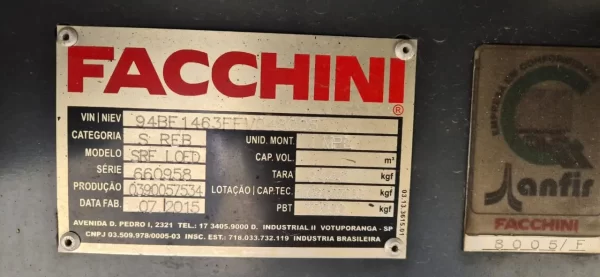 FACCHINI
®
VIN | NIEV
CATEGORIA S REB
MODELO
SÉRIE 660958
PRODUÇÃO 0390057534
DATA FAB. 07/2015
UNID. MONT.
CAP. VOL. m³
TARA kgf
LOTAÇÃO | CAP.TEC. kgf
PBT kgf
AVENIDA D. PEDRO I, 2321 TEL.: 17 3405.9000 D. INDUSTRIAL II VOTUPORANGA - SP
CNPJ 03.509.978/0005-03 INSC. EST.: 718.033.732.119 INDUSTRIA BRASILEIRA
anfir
FACCHINI
8005/F